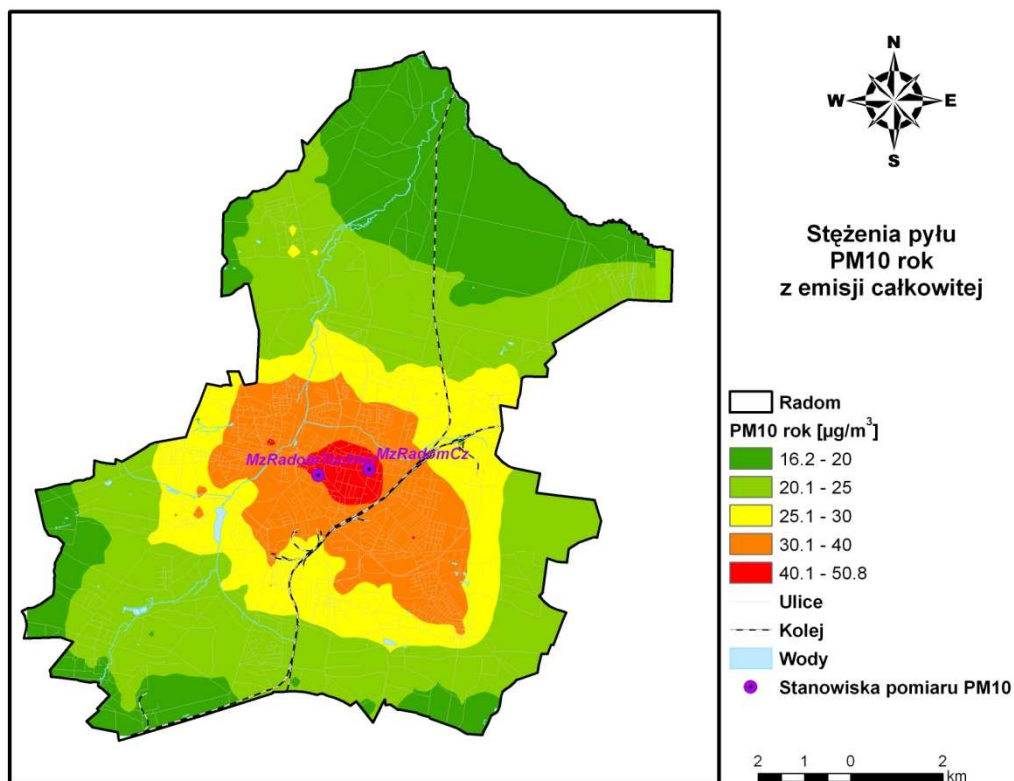 N
W E
S
Stężenia pyłu
PM10 rok
z emisji całkowitej
MzRadomCz
Radom
PM10 rok [µg/m³]
16.2 - 20
20.1 - 25
25.1 - 30
30.1 - 40
40.1 - 50.8
Ulice
Kolej
Wody
Stanowiska pomiaru PM10
2 1 0 2
km